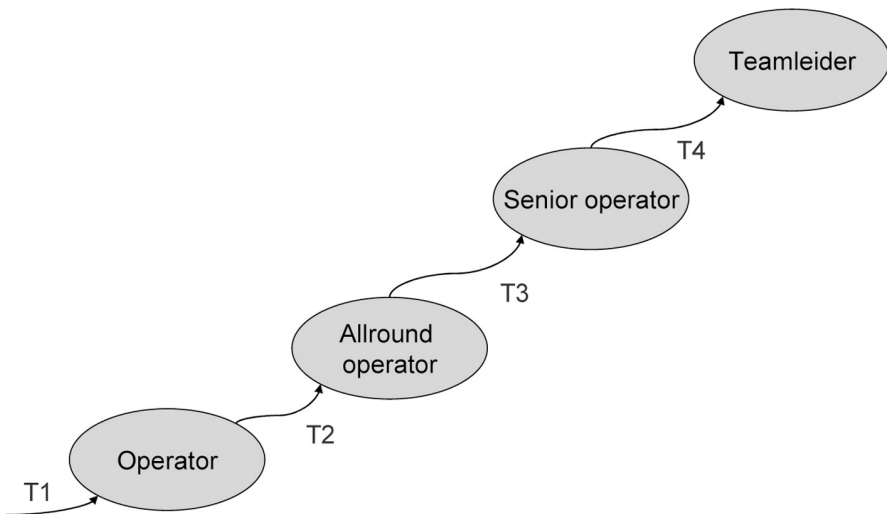 Teamleider
T4
Senior operator
T3
Allround
operator
T2
Operator
T1